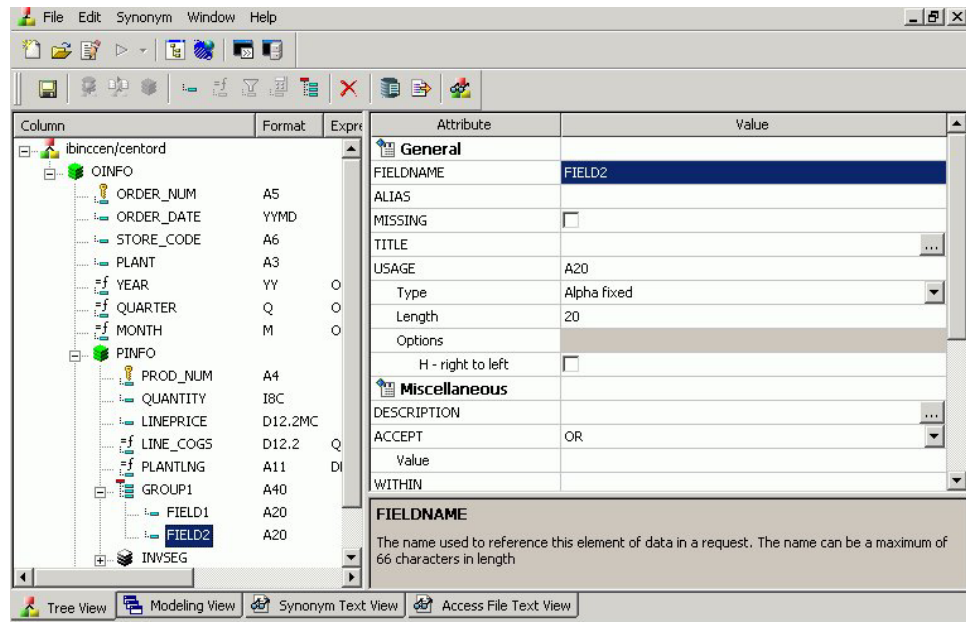 File Edit Synonym Window Help
Column Format Expre
ibinccen/centord
OINFO
ORDER_NUM A5
ORDER_DATE YYMD
STORE_CODE A6
PLANT A3
YEAR YY O
QUARTER Q O
MONTH M O
PINFO
PROD_NUM A4
QUANTITY I8C
LINEPRICE D12.2MC
LINE_COGS D12.2 Q
PLANTLNG A11 DI
GROUP1 A40
FIELD1 A20
FIELD2 A20
INVSEG
Attribute Value
General
FIELDNAME FIELD2
ALIAS
MISSING
TITLE ...
USAGE A20
Type Alpha fixed
Length 20
Options
H - right to left
Miscellaneous
DESCRIPTION ...
ACCEPT OR
Value
WITHIN
FIELDNAME
The name used to reference this element of data in a request. The name can be a maximum of
66 characters in length
Tree View Modeling View Synonym Text View Access File Text View